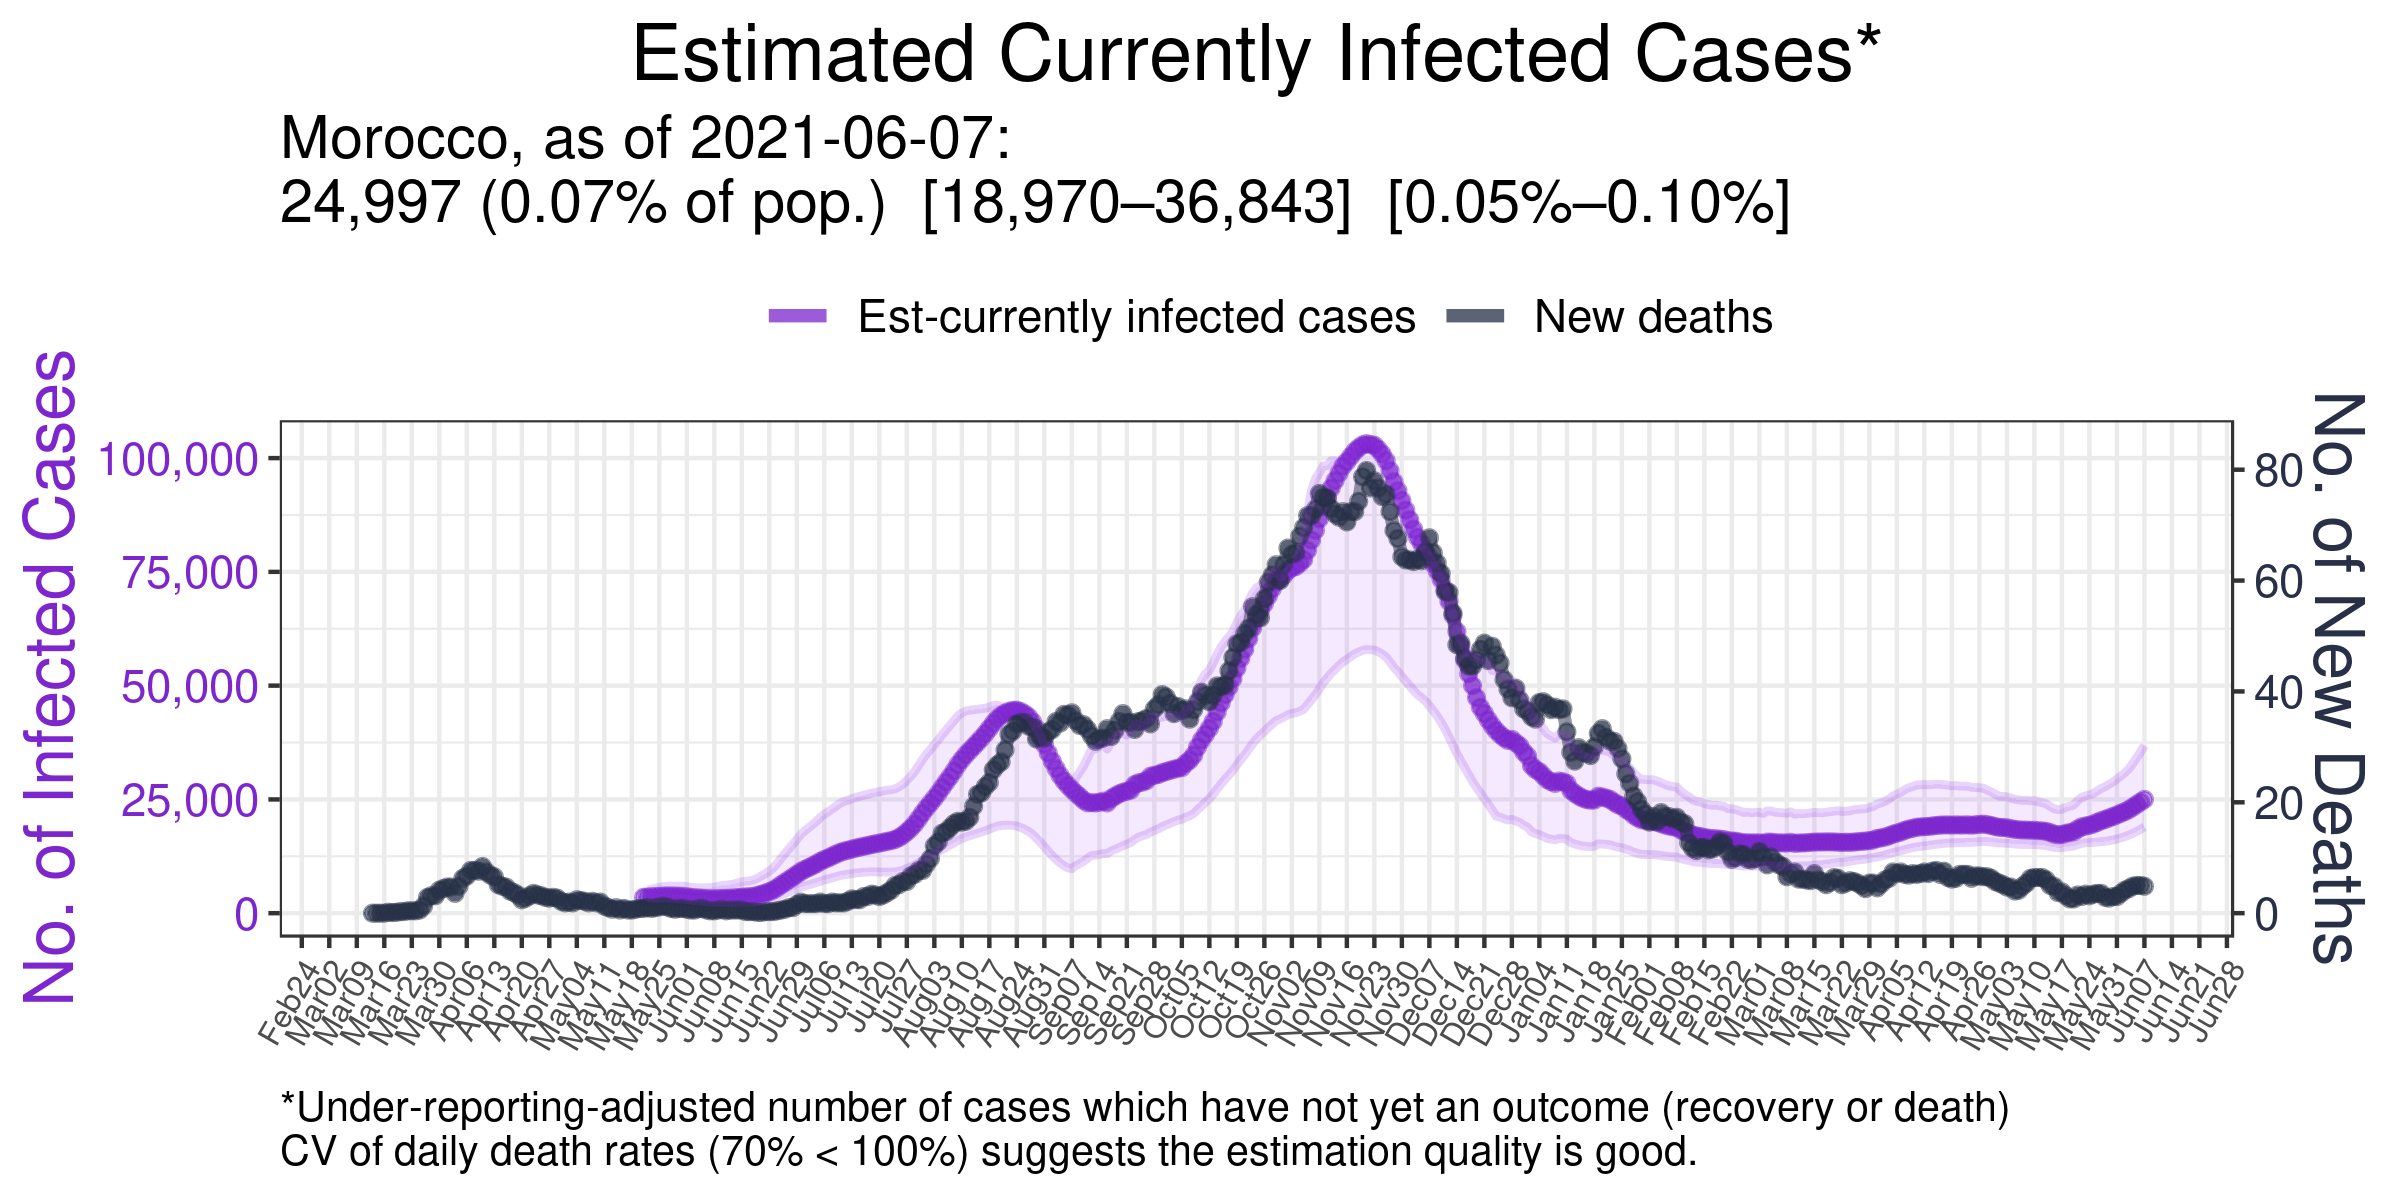 Estimated Currently Infected Cases*
Morocco, as of 2021-06-07:
24,997 (0.07% of pop.) [18,970–36,843] [0.05%–0.10%]
Est-currently infected cases New deaths
No. of Infected Cases
100,000
75,000
50,000
25,000
0
80
60
40
20
0
No. of New Deaths
Feb24 Mar02 Mar09 Mar16 Mar23 Mar30 Apr06 Apr13 Apr20 Apr27 May04 May11 May18 May25 Jun01 Jun08 Jun15 Jun22 Jun29 Jul06 Jul13 Jul20 Jul27 Aug03 Aug10 Aug17 Aug24 Aug31 Sep07 Sep14 Sep21 Sep28 Oct05 Oct12 Oct19 Oct26 Nov02 Nov09 Nov16 Nov23 Nov30 Dec07 Dec14 Dec21 Dec28 Jan04 Jan11 Jan18 Jan25 Feb01 Feb08 Feb15 Feb22 Mar01 Mar08 Mar15 Mar22 Mar29 Apr05 Apr12 Apr19 Apr26 May03 May10 May17 May24 May31 Jun07 Jun14 Jun21 Jun28
*Under-reporting-adjusted number of cases which have not yet an outcome (recovery or death)
CV of daily death rates (70% < 100%) suggests the estimation quality is good.